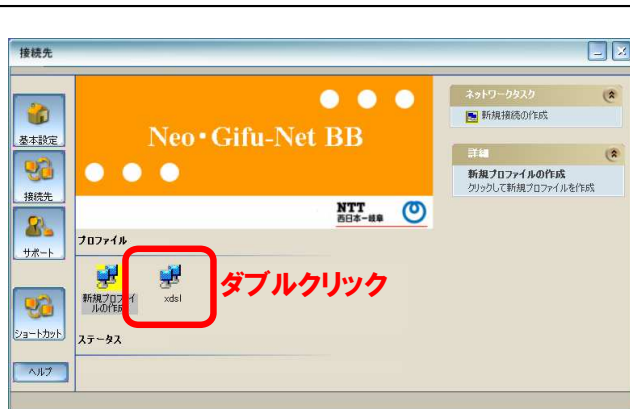 接続先
基本設定
接続先
サポート
ショートカット
ヘルプ
Neo・Gifu-Net BB
NTT
西日本-岐阜
プロファイル
新規プロファイ
ルの作成
xdsl
ダブルクリック
ステータス
ネットワークタスク
新規接続の作成
詳細
新規プロファイルの作成
クリックして新規プロファイルを作成